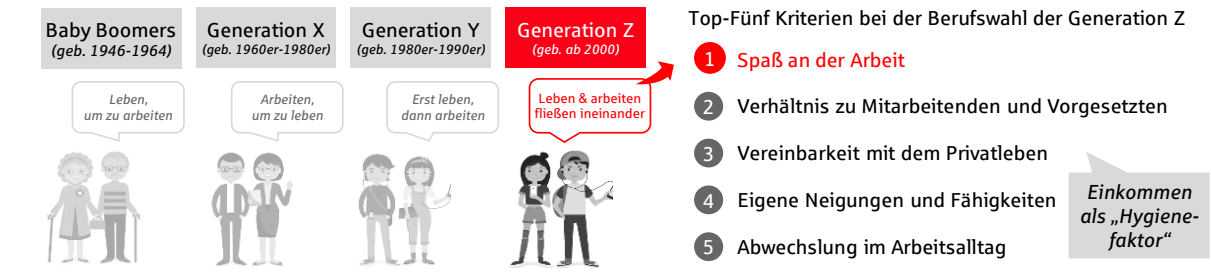 Baby Boomers
(geb. 1946-1964)
Generation X
(geb. 1960er-1980er)
Generation Y
(geb. 1980er-1990er)
Generation Z
(geb. ab 2000)
Leben,
um zu arbeiten
Arbeiten,
um zu leben
Erst leben,
dann arbeiten
Leben & arbeiten
fließen ineinander
Top-Fünf Kriterien bei der Berufswahl der Generation Z
1 Spaß an der Arbeit
2 Verhältnis zu Mitarbeitenden und Vorgesetzten
3 Vereinbarkeit mit dem Privatleben
4 Eigene Neigungen und Fähigkeiten
5 Abwechslung im Arbeitsalltag
Einkommen
als „Hygiene-
faktor“